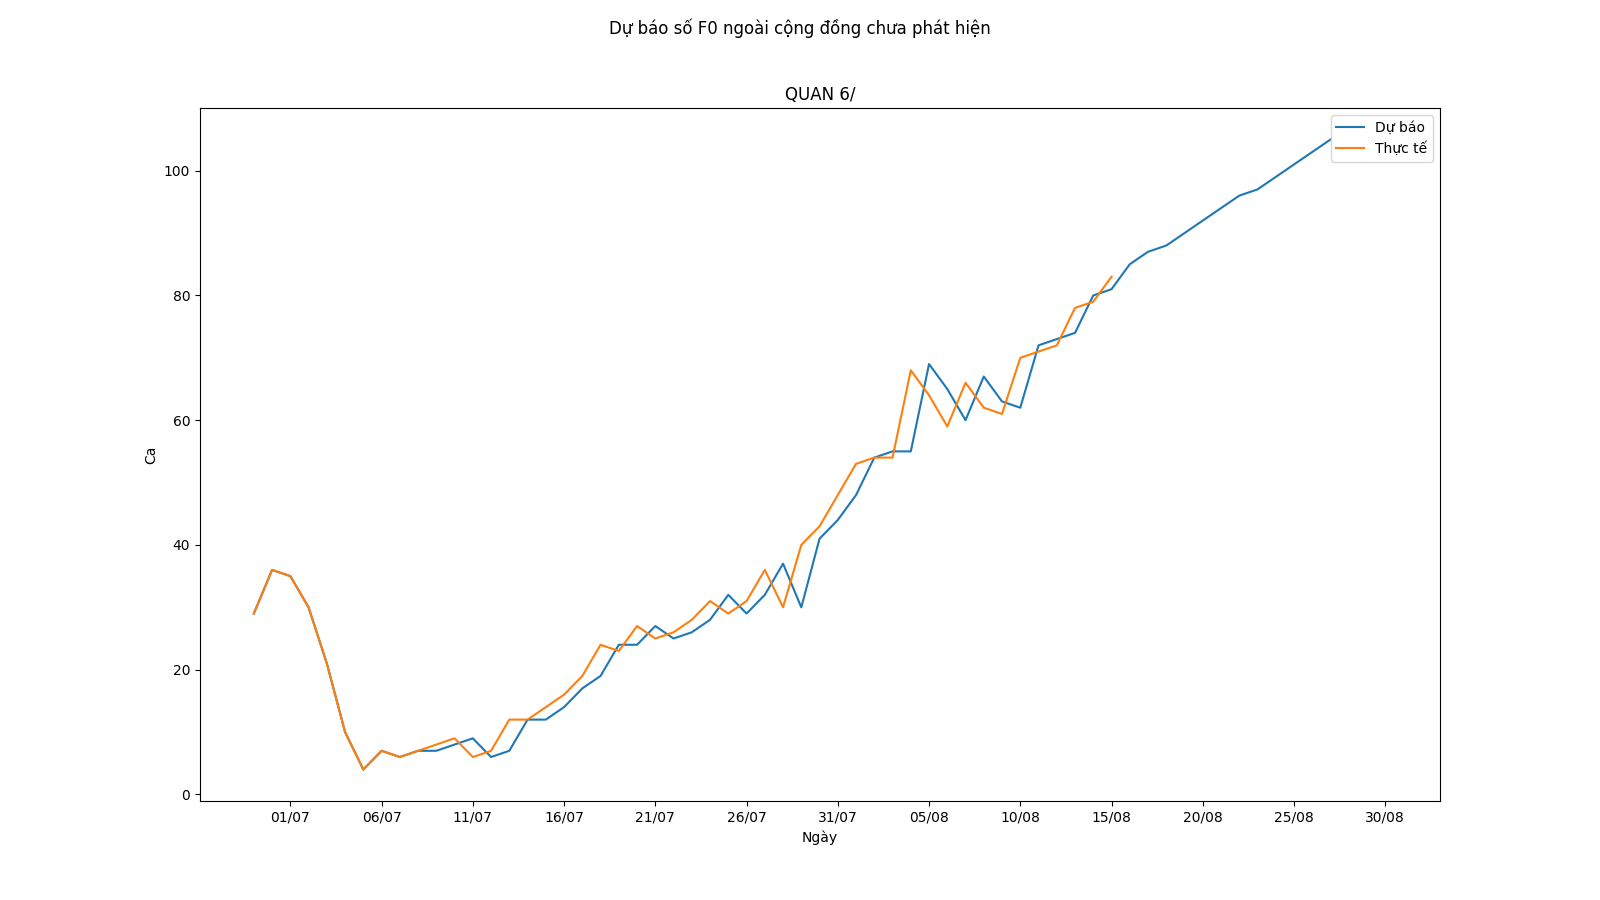 Dự báo số F0 ngoài cộng đồng chưa phát hiện
QUAN 6/
Dự báo
Thực tế
100
80
60
40
20
0
Ca
01/07 06/07 11/07 16/07 21/07 26/07 31/07 05/08 10/08 15/08 20/08 25/08 30/08
Ngày